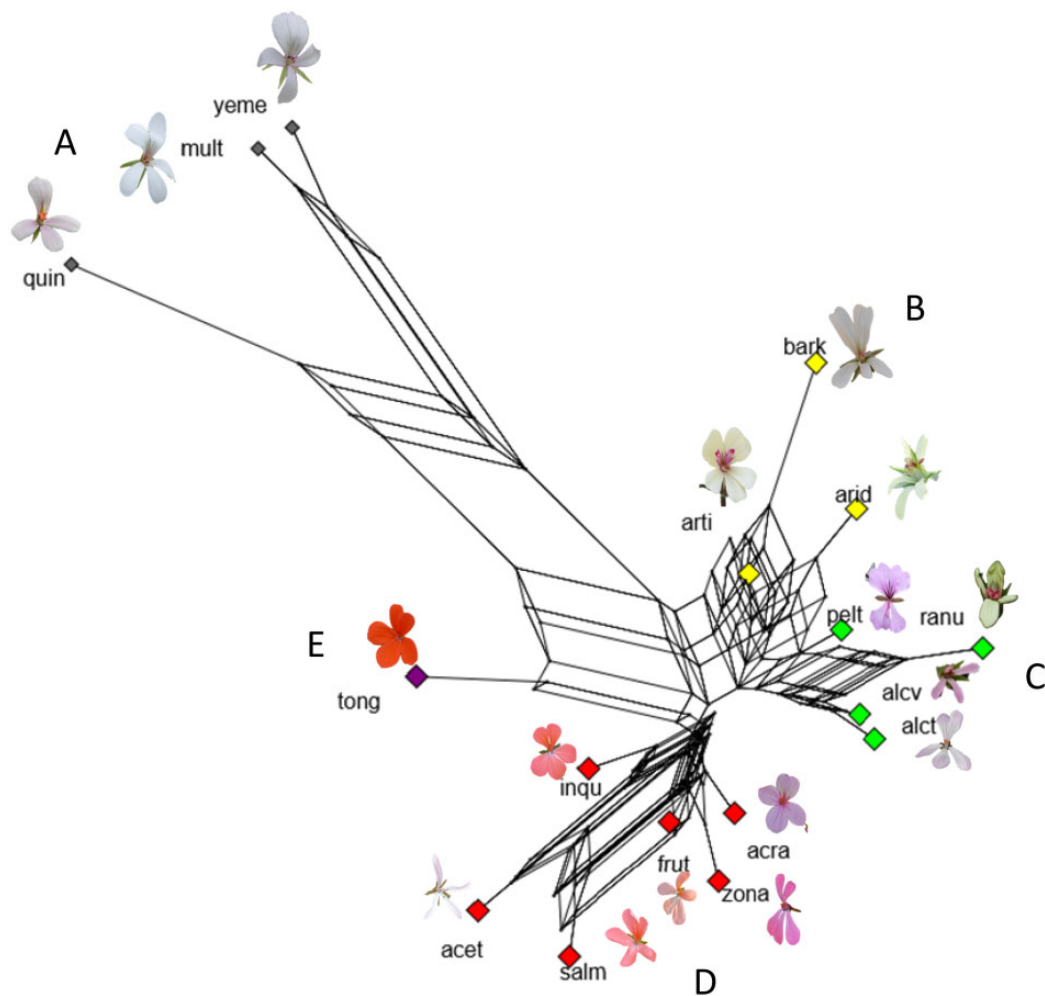 yeme
A
mult
quin
B
bark
arid
arti
pelt
ranu
E
C
alcv
tong
alct
inqu
acra
frut
zona
acet
salm
D